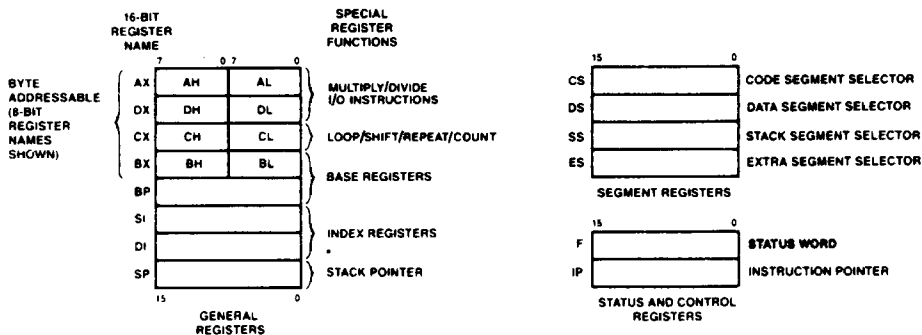 16-BIT
REGISTER
NAME
SPECIAL
REGISTER
FUNCTIONS
7 0 7 0
BYTE
ADDRESSABLE
(8-BIT
REGISTER
NAMES
SHOWN)
AX AH AL
DX DH DL
CX CH CL
BX BH BL
BP
SI
DI
SP
MULTIPLY/DIVIDE
I/O INSTRUCTIONS
LOOP/SHIFT/REPEAT/COUNT
BASE REGISTERS
INDEX REGISTERS
STACK POINTER
15 0
GENERAL
REGISTERS
15 0
CS CODE SEGMENT SELECTOR
DS DATA SEGMENT SELECTOR
SS STACK SEGMENT SELECTOR
ES EXTRA SEGMENT SELECTOR
SEGMENT REGISTERS
15 0
F STATUS WORD
IP INSTRUCTION POINTER
STATUS AND CONTROL
REGISTERS